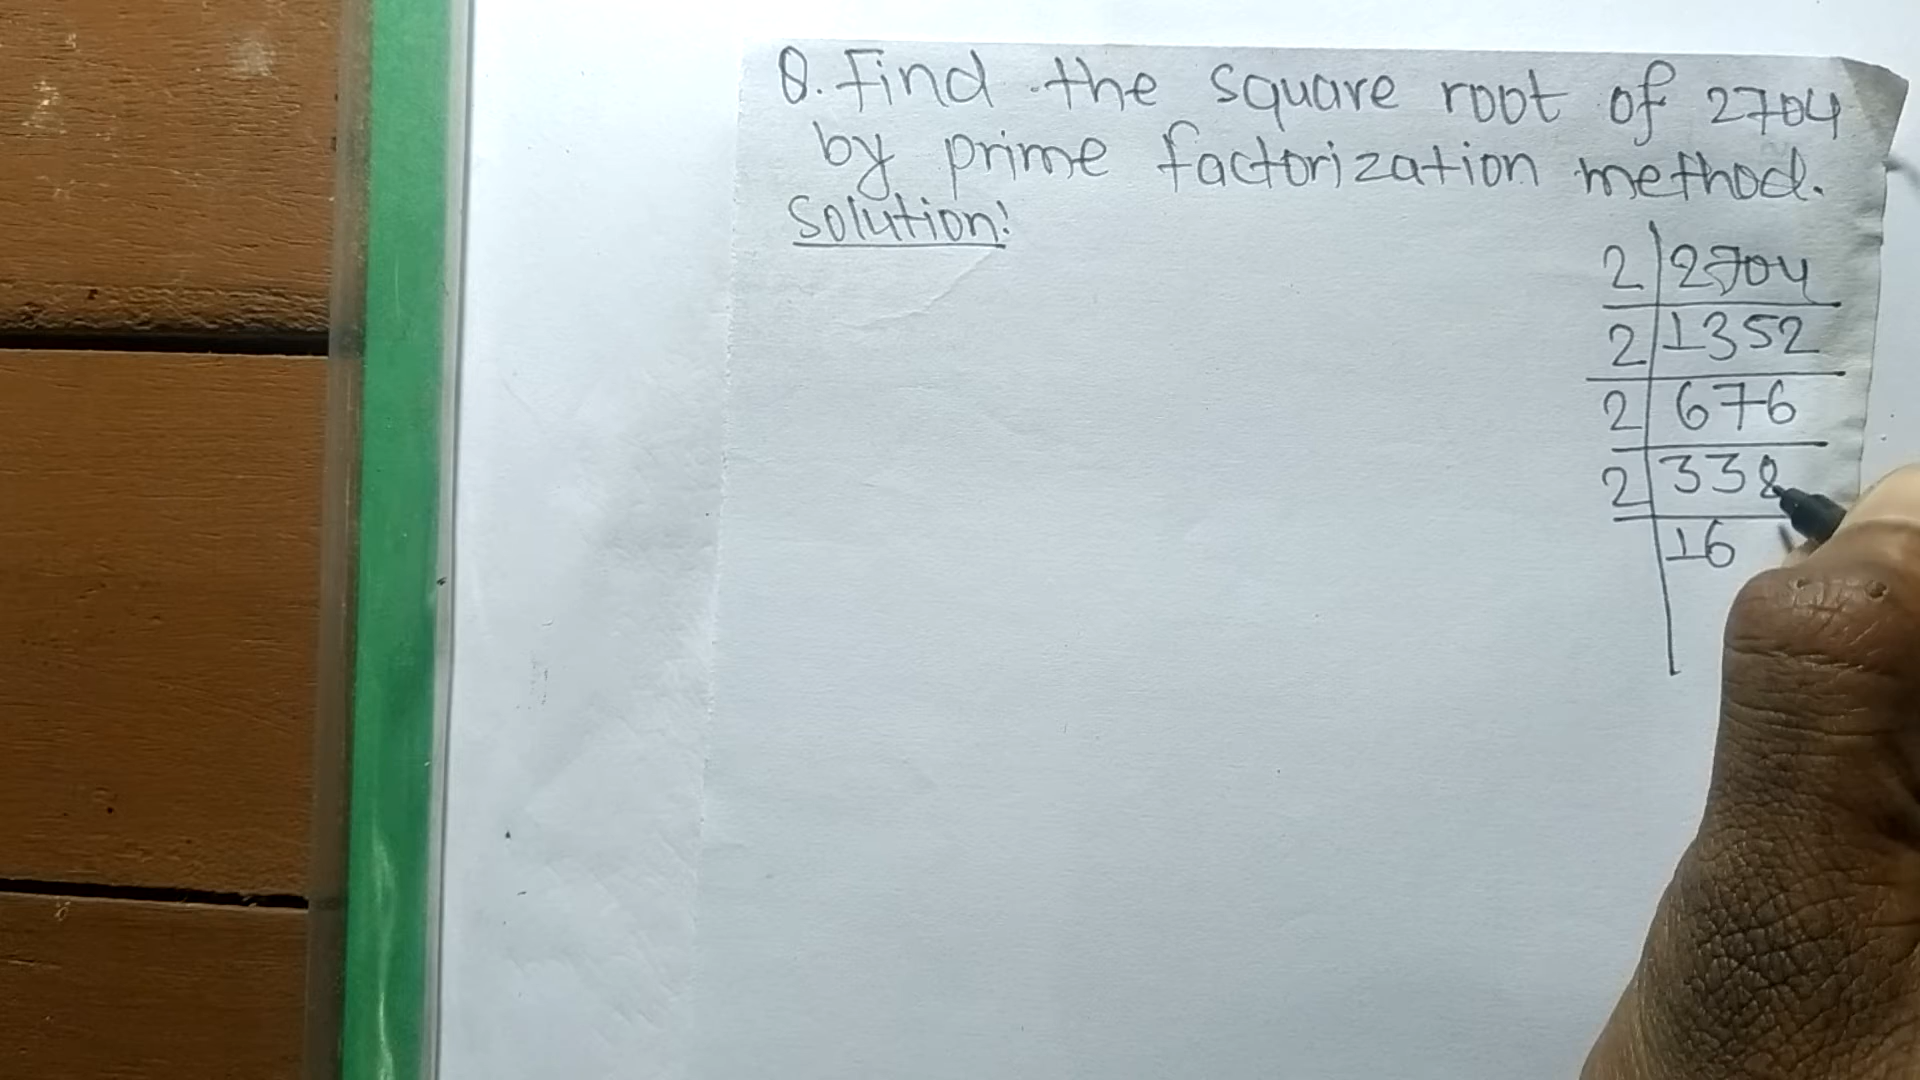 Q. Find the square root of 2704
by prime factorization method.
Solution:
2 2704
2 1352
2 676
2 338
16